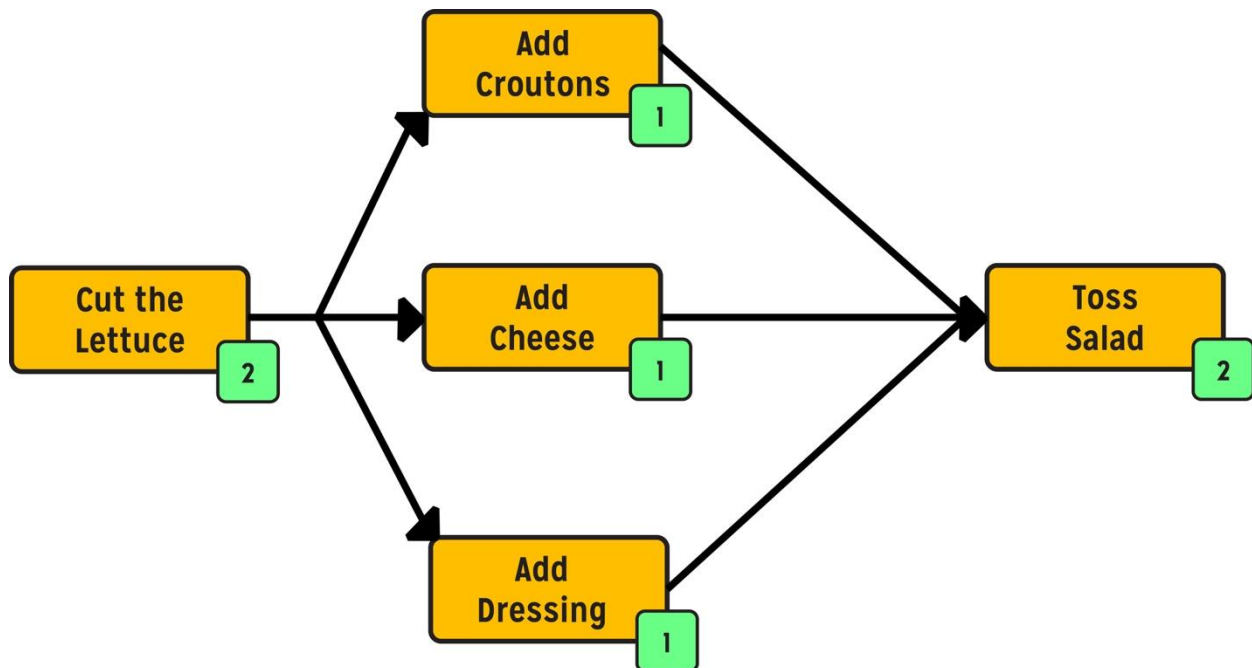 Cut the
Lettuce
2
Add
Croutons
1
Add
Cheese
1
Add
Dressing
1
Toss
Salad
2